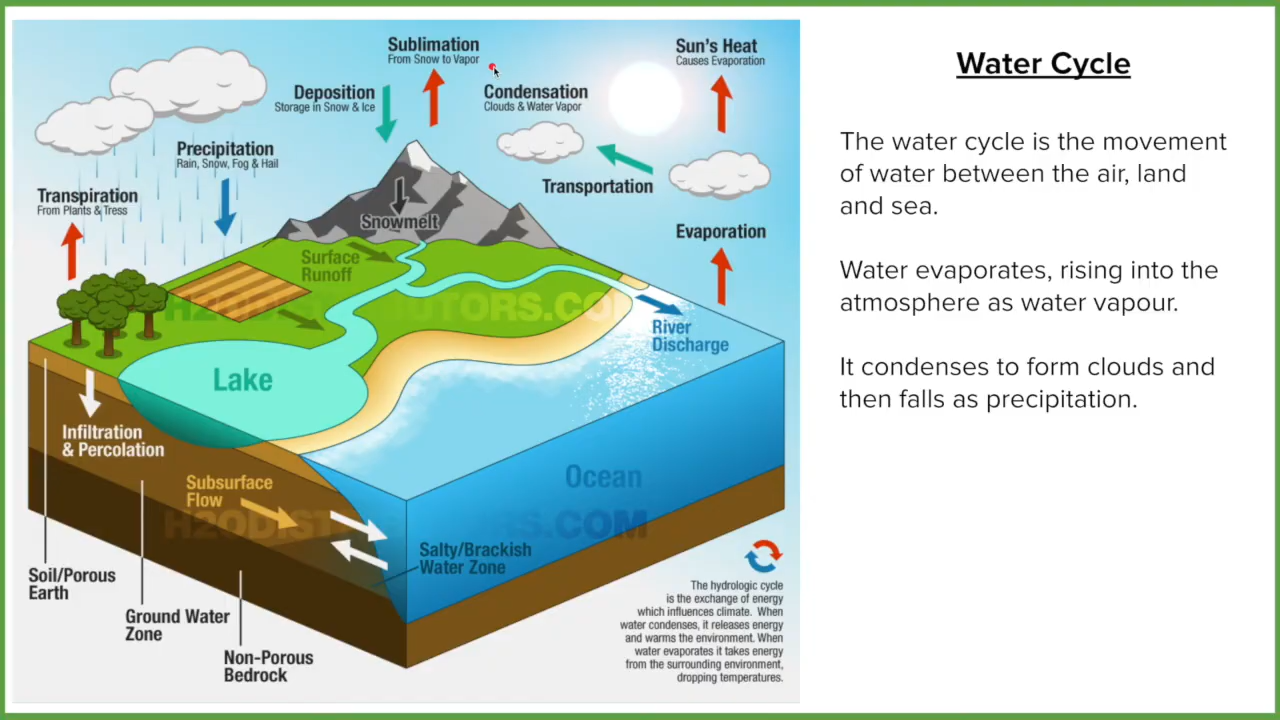 Sublimation
From Snow to Vapor
Sun's Heat
Causes Evaporation
Water Cycle
Deposition
Storage in Snow & Ice
Condensation
Clouds & Water Vapor
Precipitation
Rain, Snow, Fog & Hail
Transportation
Transpiration
From Plants & Tress
Snowmelt
Evaporation
Surface
Runoff
H2ODISTRIBUTORS.COM
River
Discharge
Lake
Infiltration
& Percolation
Subsurface
Flow
Ocean
H2ODISTRIBUTORS.COM
Salty/Brackish
Water Zone
Soil/Porous
Earth
Ground Water
Zone
Non-Porous
Bedrock
The hydrologic cycle
is the exchange of energy
which influences climate. When
water condenses, it releases energy
and warms the environment. When
water evaporates it takes energy
from the surrounding environment,
dropping temperatures.
The water cycle is the movement
of water between the air, land
and sea.
Water evaporates, rising into the
atmosphere as water vapour.
It condenses to form clouds and
then falls as precipitation.